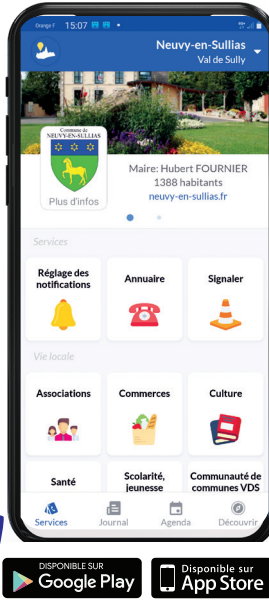 Orange F 15:07
Neuvy-en-Sullias
Val de Sully
Commune de
NEUVY-EN-SULLIAS
Plus d'infos
Maire: Hubert FOURNIER
1388 habitants
neuvy-en-sullias.fr
Services
Réglage des
notifications
Annuaire
Signaler
Vie locale
Associations
Commerces
Culture
Santé
Scolarité,
jeunesse
Communauté de
communes VDS
Services
Journal
Agenda
Découvrir
DISPONIBLE SUR
Google Play
Disponible sur
App Store